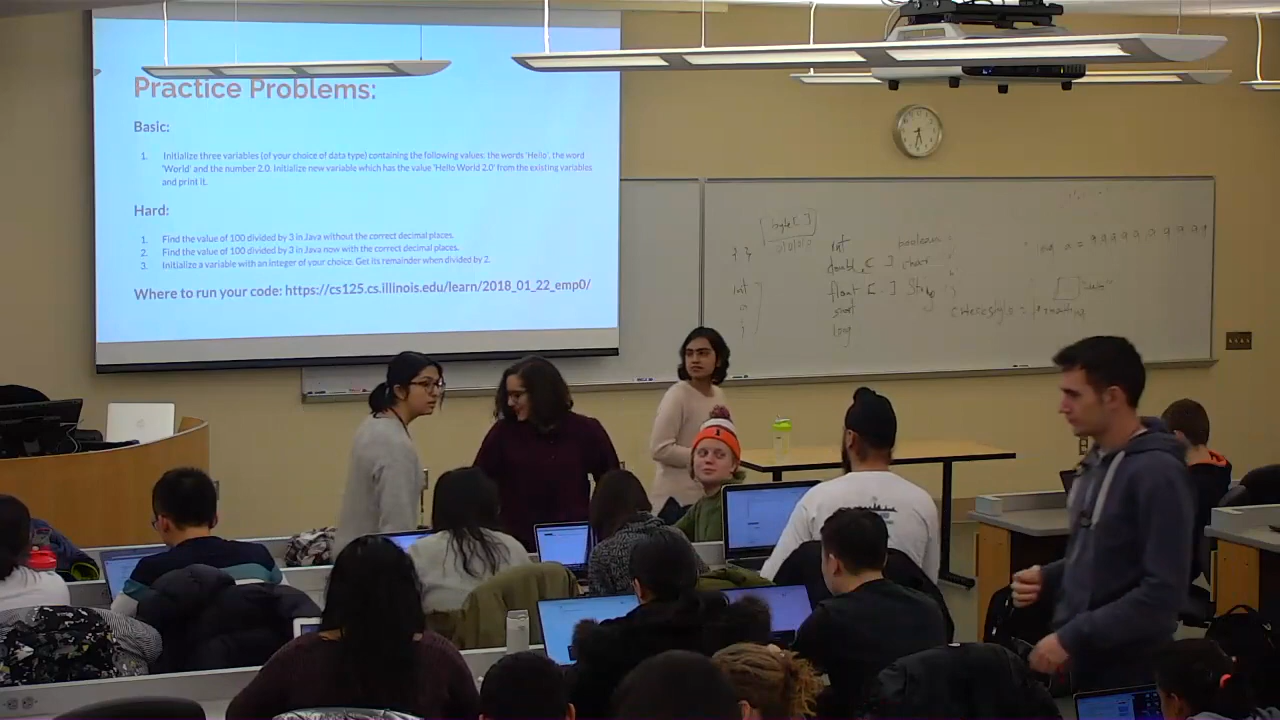 Practice Problems:
Basic:
1. Initialize three variables (of your choice of data type) containing the following values, the words 'Hello', the word
'World' and the number 2.0. Initialize new variable which has the value 'Hello World 2.0' from the existing variables
and print it.
Hard:
1. Find the value of 100 divided by 3 in Java without the correct decimal places.
2. Find the value of 100 divided by 3 in Java now with the correct decimal places.
3. Initialize a variable with an integer of your choice. Get its remainder when divided by 2.
Where to run your code: https://cs125.cs.illinois.edu/learn/2018_01_22_emp0/
byte[ ]
int boolean
double [ ] char
float [ ]
short
long
int